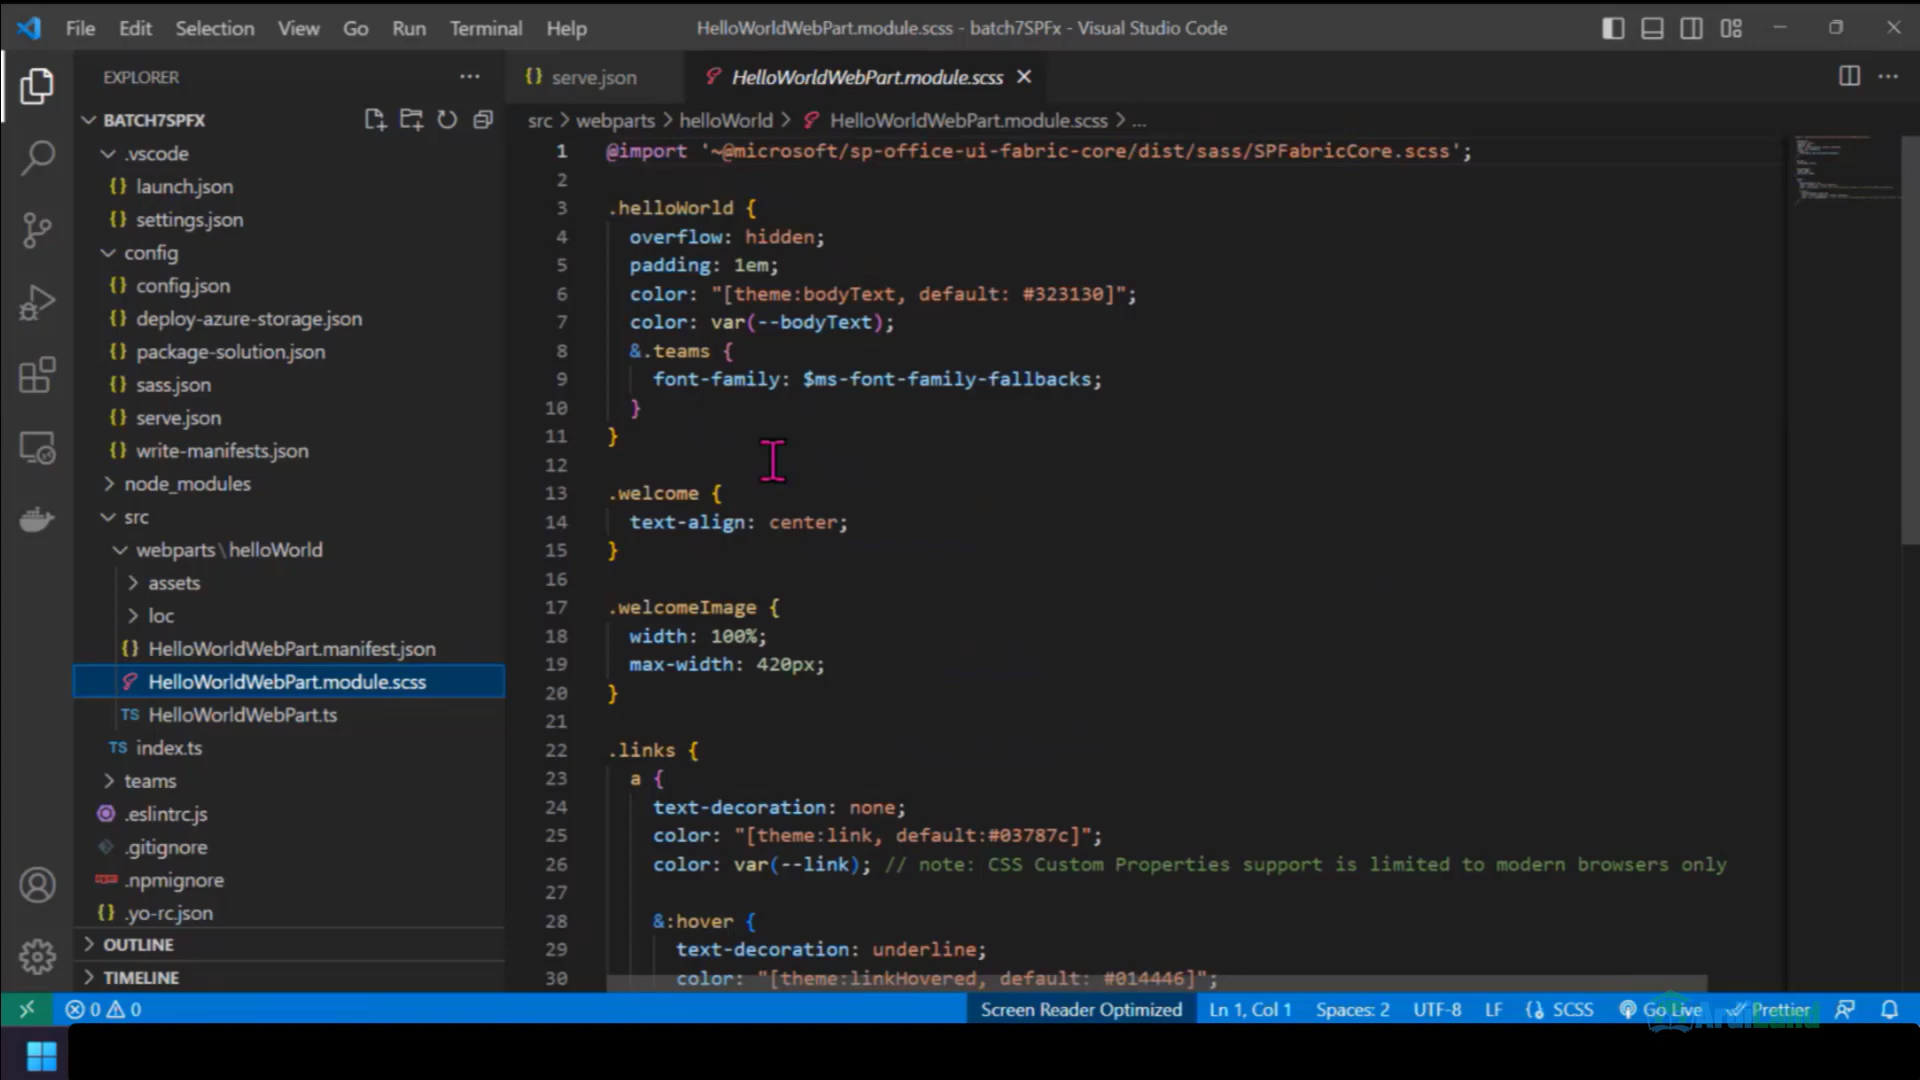 File Edit Selection View Go Run Terminal Help HelloWorldWebPart.module.scss - batch7SPFx - Visual Studio Code
EXPLORER
BATCH7SPFX
.vscode
launch.json
settings.json
config
config.json
deploy-azure-storage.json
package-solution.json
sass.json
serve.json
write-manifests.json
node_modules
src
webparts\helloWorld
assets
loc
HelloWorldWebPart.manifest.json
HelloWorldWebPart.module.scss
HelloWorldWebPart.ts
index.ts
teams
.eslintrc.js
.gitignore
.npmignore
.yo-rc.json
OUTLINE
TIMELINE
serve.json HelloWorldWebPart.module.scss
src > webparts > helloWorld > HelloWorldWebPart.module.scss > ...
1 @import '~@microsoft/sp-office-ui-fabric-core/dist/sass/SPFabricCore.scss';
2
3 .helloWorld {
4 overflow: hidden;
5 padding: 1em;
6 color: "[theme:bodyText, default: #323130]";
7 color: var(--bodyText);
8 &.teams {
9 font-family: $ms-font-family-fallbacks;
10 }
11 }
12
13 .welcome {
14 text-align: center;
15 }
16
17 .welcomeImage {
18 width: 100%;
19 max-width: 420px;
20 }
21
22 .links {
23 a {
24 text-decoration: none;
25 color: "[theme:link, default:#03787c]";
26 color: var(--link); // note: CSS Custom Properties support is limited to modern browsers only
27
28 &:hover {
29 text-decoration: underline;
30 color: "[theme:linkHovered, default: #014446]";
0 0 Screen Reader Optimized Ln 1, Col 1 Spaces: 2 UTF-8 LF SCSS Go Live Prettier
ArdiLand